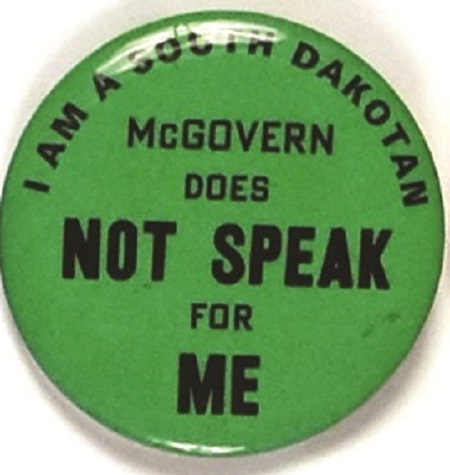 I AM A SOUTH DAKOTAN
McGOVERN
DOES
NOT SPEAK
FOR
ME